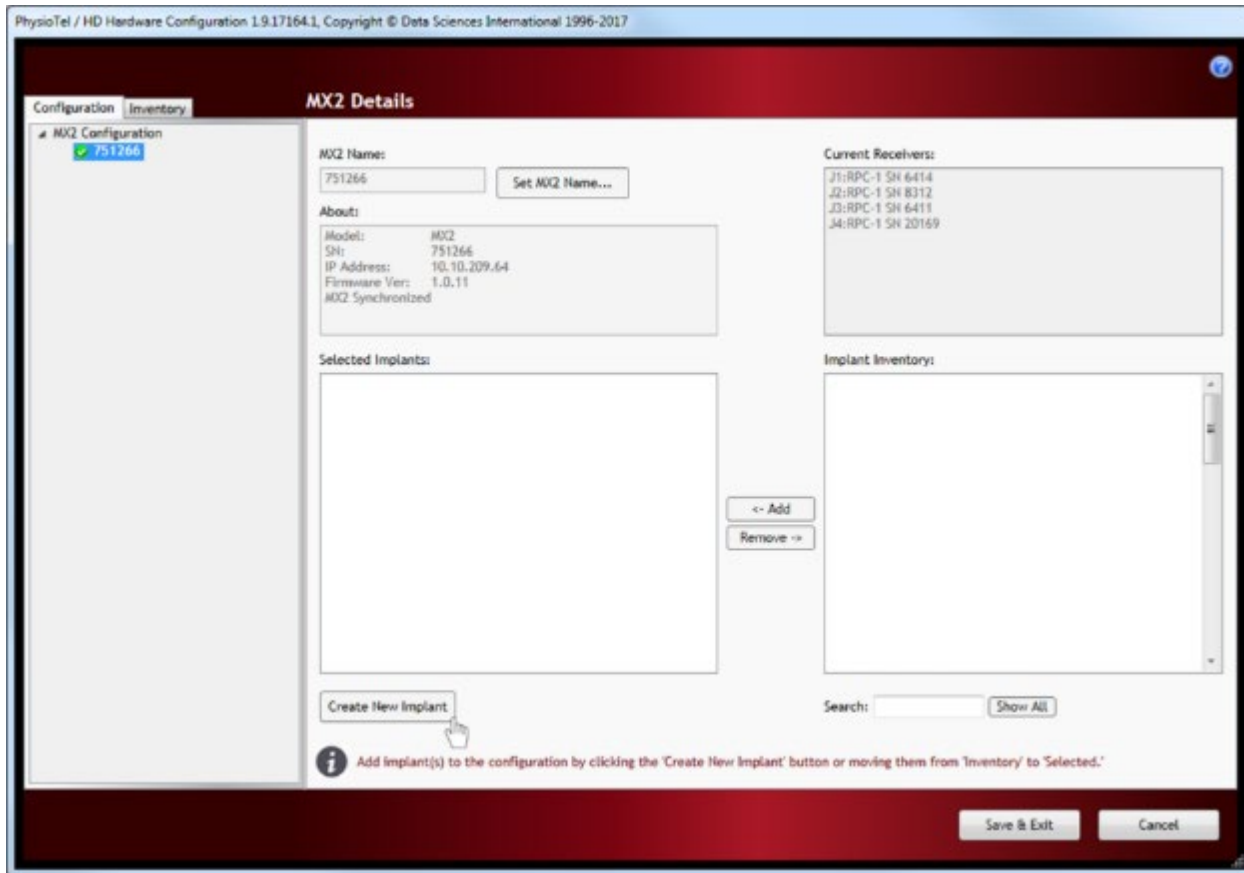 PhysioTel / HD Hardware Configuration 1.9.17164.1, Copyright © Data Sciences International 1996-2017
Configuration
Inventory
MX2 Details
MX2 Configuration
751266
MX2 Name:
751266
Set MX2 Name...
About:
Model: MX2
SN: 751266
IP Address: 10.10.209.64
Firmware Ver: 1.0.11
MX2 Synchronized
Current Receivers:
J1:RPC-1 SN 6414
J2:RPC-1 SN 8312
J3:RPC-1 SN 6411
J4:RPC-1 SN 20169
Selected Implants:
Implant Inventory:
<- Add
Remove ->
Create New Implant
Search:
Show All
Add implant(s) to the configuration by clicking the 'Create New Implant' button or moving them from 'Inventory' to 'Selected.'
Save & Exit
Cancel